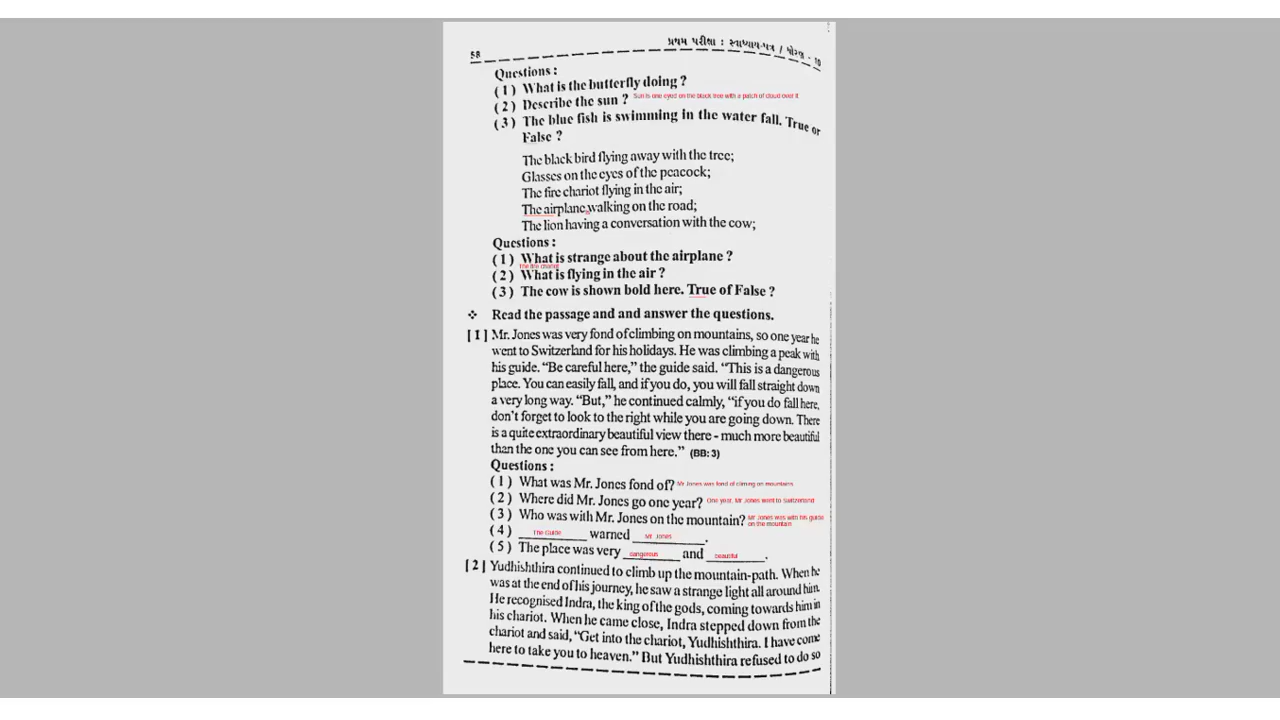 ૬૪
પ્રથમ પરીક્ષા : સ્વાધ્યાય-પત્ર / ધોરણ - ૧૦
Questions :
( 1 ) What is the butterfly doing ?
( 2 ) Describe the sun ? Sun is one eyed on the black tree with a patch of cloud over it
( 3 ) The blue fish is swimming in the water fall. True or
False ?
The black bird flying away with the tree;
Glasses on the eyes of the peacock;
The fire chariot flying in the air;
The airplane walking on the road;
The lion having a conversation with the cow;
Questions :
( 1 ) What is strange about the airplane ?
The fire chariot
( 2 ) What is flying in the air ?
( 3 ) The cow is shown bold here. True of False ?
❖ Read the passage and and answer the questions.
[ 1 ] Mr. Jones was very fond of climbing on mountains, so one year he
went to Switzerland for his holidays. He was climbing a peak with
his guide. “Be careful here,” the guide said. “This is a dangerous
place. You can easily fall, and if you do, you will fall straight down
a very long way. “But,” he continued calmly, “if you do fall here,
don’t forget to look to the right while you are going down. There
is a quite extraordinary beautiful view there - much more beautiful
than the one you can see from here.” (BB: 3)
Questions :
( 1 ) What was Mr. Jones fond of? Mr Jones was fond of climing on mountains
( 2 ) Where did Mr. Jones go one year? One year, Mr Jones went to Switzerland
( 3 ) Who was with Mr. Jones on the mountain? Mr Jones was with his guide
on the mountain
( 4 ) The Guide warned Mr Jones .
( 5 ) The place was very dangerous and beautiful .
[ 2 ] Yudhishthira continued to climb up the mountain-path. When he
was at the end of his journey, he saw a strange light all around him.
He recognised Indra, the king of the gods, coming towards him in
his chariot. When he came close, Indra stepped down from the
chariot and said, “Get into the chariot, Yudhishthira. I have come
here to take you to heaven.” But Yudhishthira refused to do so